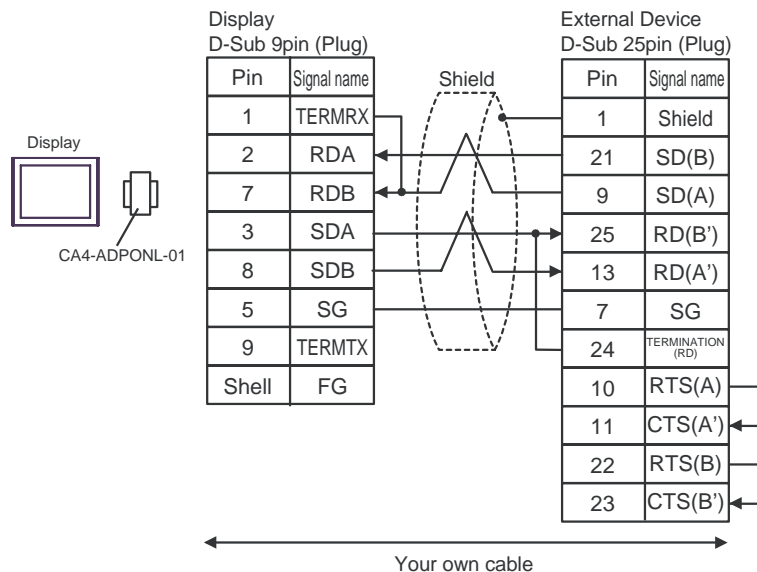 Display
D-Sub 9pin (Plug)
External Device
D-Sub 25pin (Plug)
Pin Signal name
1 TERMRX
2 RDA
7 RDB
3 SDA
8 SDB
5 SG
9 TERMTX
Shell FG
Shield
Pin Signal name
1 Shield
21 SD(B)
9 SD(A)
25 RD(B')
13 RD(A')
7 SG
24 TERMINATION (RD)
10 RTS(A)
11 CTS(A')
22 RTS(B)
23 CTS(B')
Display
CA4-ADPONL-01
Your own cable